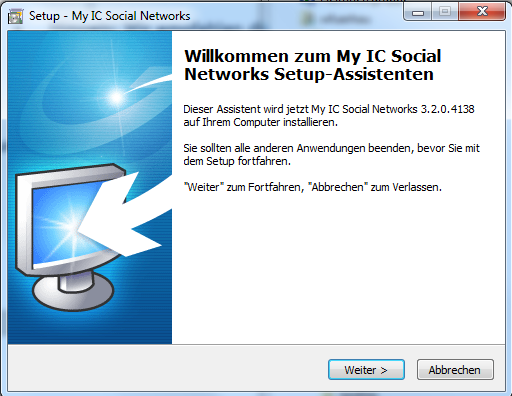 Setup - My IC Social Networks
Willkommen zum My IC Social
Networks Setup-Assistenten
Dieser Assistent wird jetzt My IC Social Networks 3.2.0.4138
auf Ihrem Computer installieren.
Sie sollten alle anderen Anwendungen beenden, bevor Sie mit
dem Setup fortfahren.
"Weiter" zum Fortfahren, "Abbrechen" zum Verlassen.
Weiter >
Abbrechen